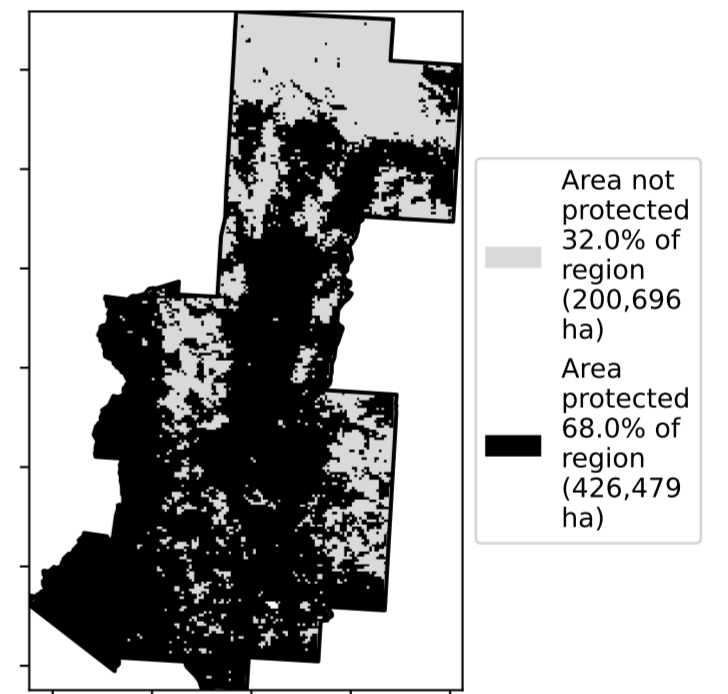 Area not
protected
32.0% of
region
(200,696
ha)
Area
protected
68.0% of
region
(426,479
ha)